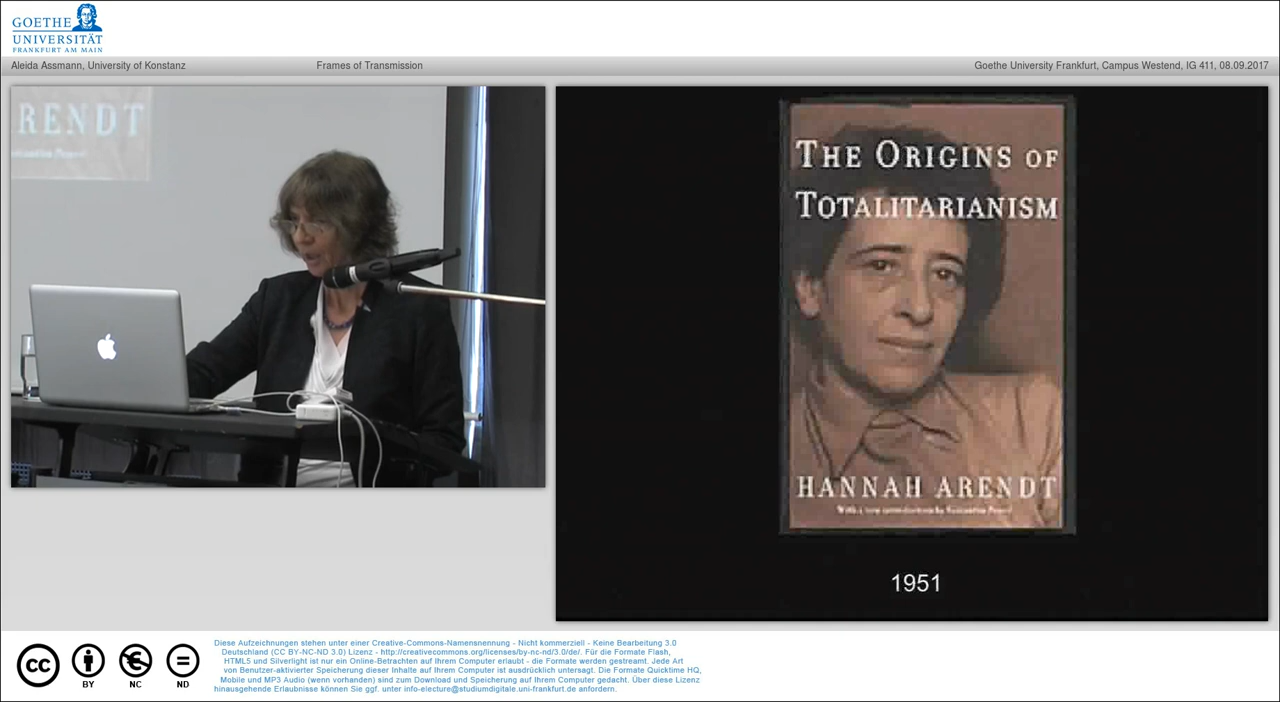 GOETHE
UNIVERSITÄT
FRANKFURT AM MAIN
Aleida Assmann, University of Konstanz
Frames of Transmission
Goethe University Frankfurt, Campus Westend, IG 411, 08.09.2017
RENDT
THE ORIGINS OF
TOTALITARIANISM
HANNAH ARENDT
With a new introduction by
1951
cc
BY
NC
ND
Diese Aufzeichnungen stehen unter einer Creative-Commons-Namensnennung - Nicht kommerziell - Keine Bearbeitung 3.0
Deutschland (CC BY-NC-ND 3.0) Lizenz - http://creativecommons.org/licenses/by-nc-nd/3.0/de/. Für die Formate Flash,
HTML5 und Silverlight ist nur ein Online-Betrachten auf Ihrem Computer erlaubt - die Formate werden gestreamt. Jede Art
von Benutzer-aktivierter Speicherung dieser Inhalte auf Ihrem Computer ist ausdrücklich untersagt. Die Formate Quicktime HQ,
Mobile und MP3 Audio (wenn vorhanden) sind zum Download und Speicherung auf Ihrem Computer gedacht. Über diese Lizenz
hinausgehende Erlaubnisse können Sie ggf. unter info-electure@studiumdigitale.uni-frankfurt.de anfordern.